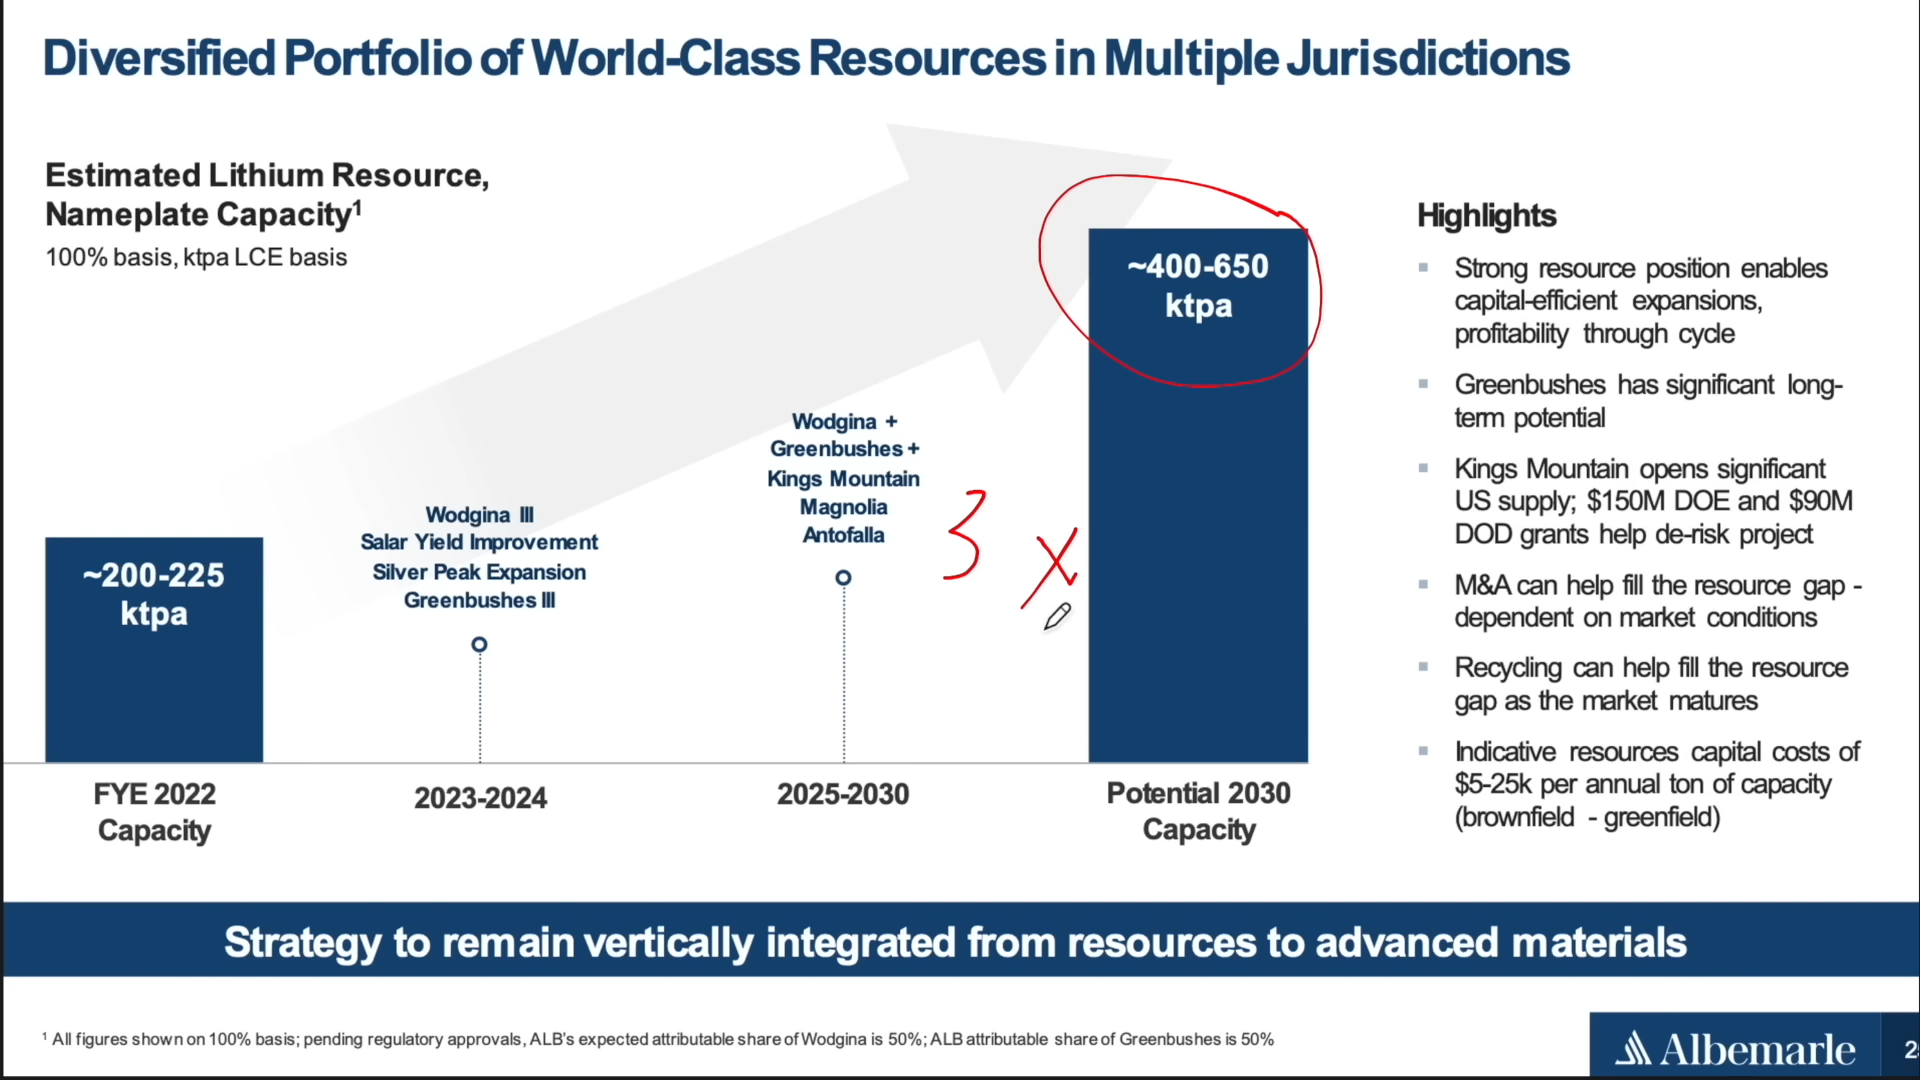 Diversified Portfolio of World-Class Resources in Multiple Jurisdictions
Estimated Lithium Resource,
Nameplate Capacity¹
100% basis, ktpa LCE basis
~200-225
ktpa
FYE 2022
Capacity
Wodgina III
Salar Yield Improvement
Silver Peak Expansion
Greenbushes III
2023-2024
Wodgina +
Greenbushes +
Kings Mountain
Magnolia
Antofalla
2025-2030
3 x
~400-650
ktpa
Potential 2030
Capacity
Highlights
Strong resource position enables
capital-efficient expansions,
profitability through cycle
Greenbushes has significant long-
term potential
Kings Mountain opens significant
US supply; $150M DOE and $90M
DOD grants help de-risk project
M&A can help fill the resource gap -
dependent on market conditions
Recycling can help fill the resource
gap as the market matures
Indicative resources capital costs of
$5-25k per annual ton of capacity
(brownfield - greenfield)
Strategy to remain vertically integrated from resources to advanced materials
¹ All figures shown on 100% basis; pending regulatory approvals, ALB's expected attributable share of Wodgina is 50%; ALB attributable share of Greenbushes is 50%
Albemarle